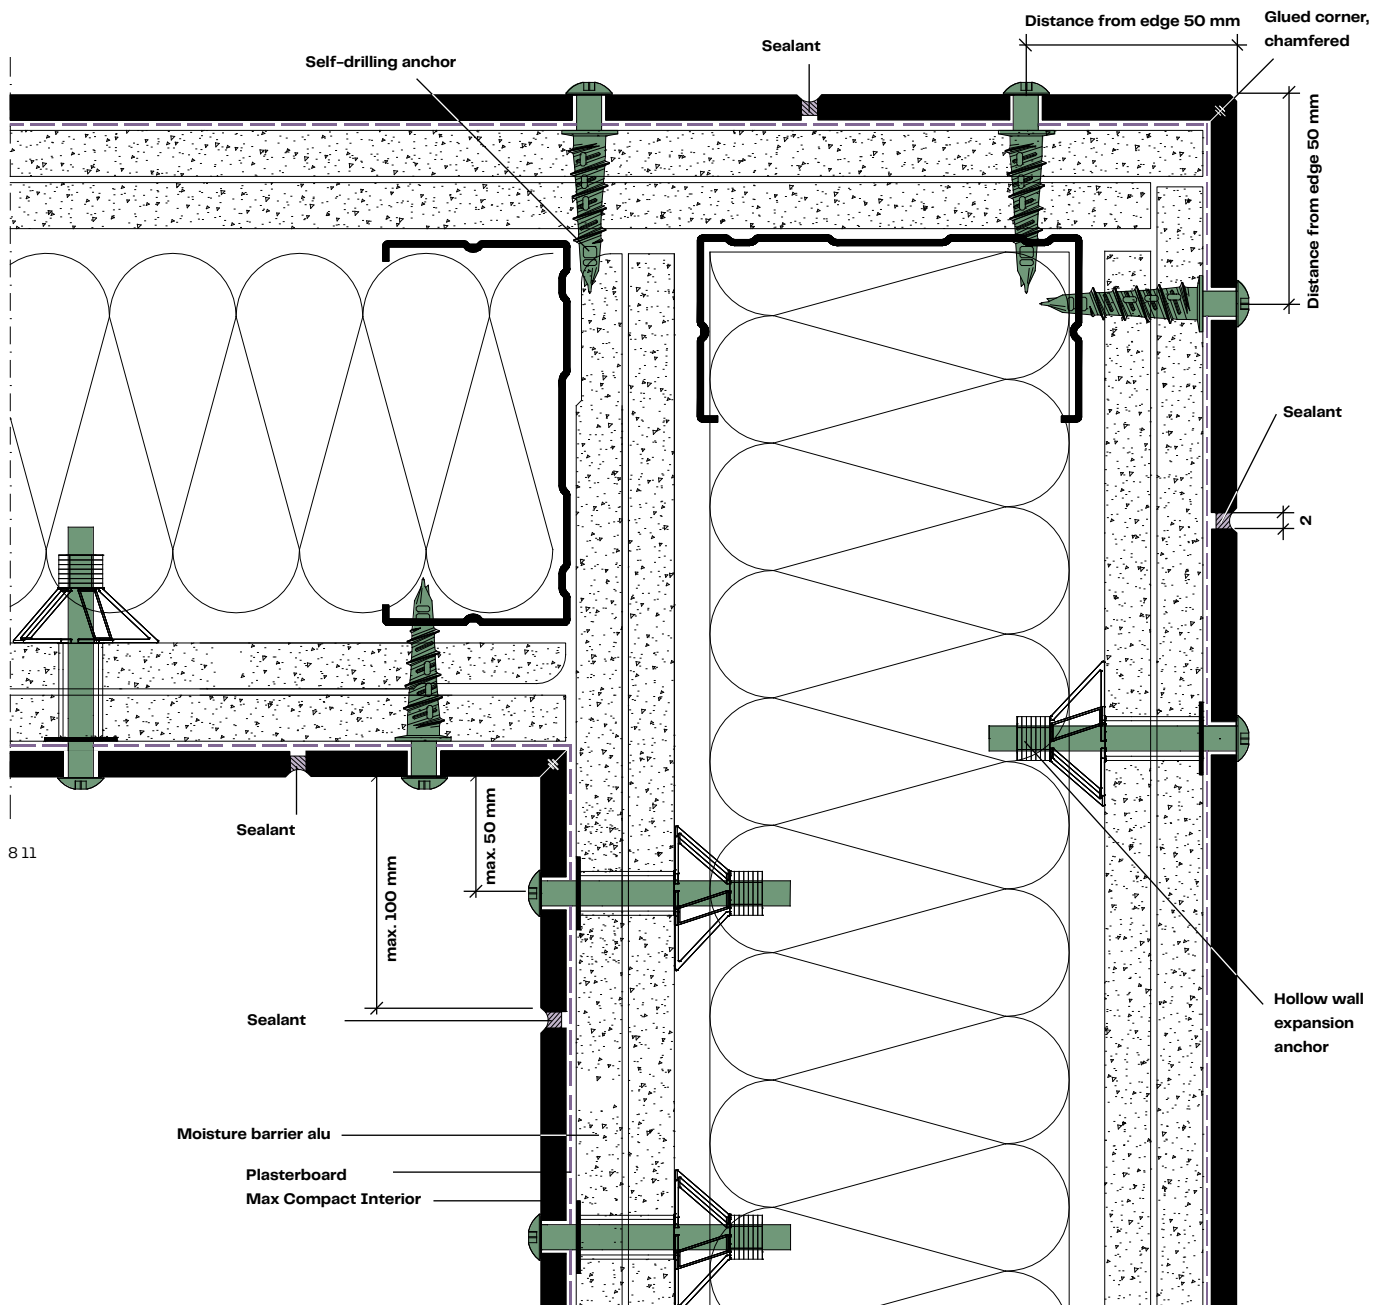 Distance from edge 50 mm
Glued corner,
chamfered
Sealant
Self-drilling anchor
Distance from edge 50 mm
Sealant
2
max. 50 mm
Sealant
8 11
max. 100 mm
Hollow wall
expansion
anchor
Sealant
Moisture barrier alu
Plasterboard
Max Compact Interior